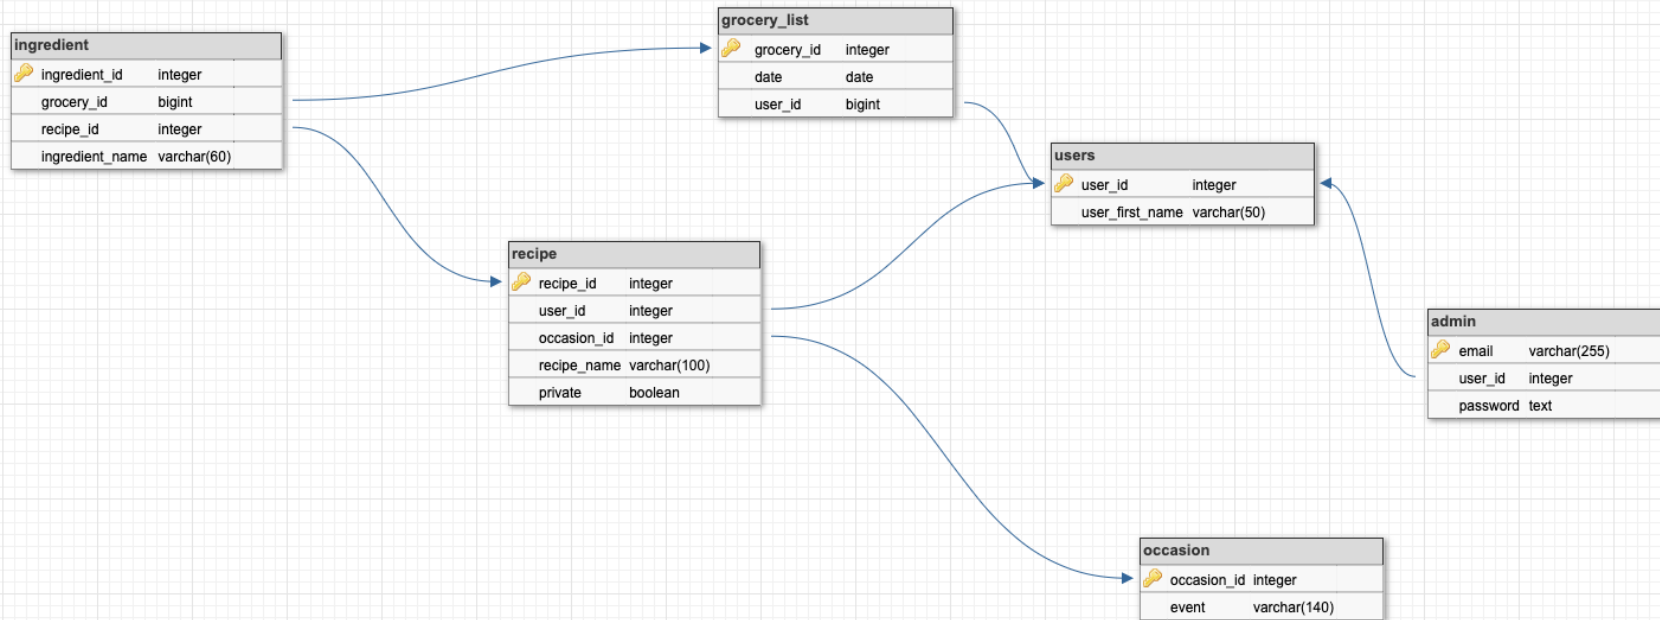 grocery_list
grocery_id integer
date date
user_id bigint
ingredient
ingredient_id integer
grocery_id bigint
recipe_id integer
ingredient_name varchar(60)
users
user_id integer
user_first_name varchar(50)
recipe
recipe_id integer
user_id integer
occasion_id integer
recipe_name varchar(100)
private boolean
admin
email varchar(255)
user_id integer
password text
occasion
occasion_id integer
event varchar(140)